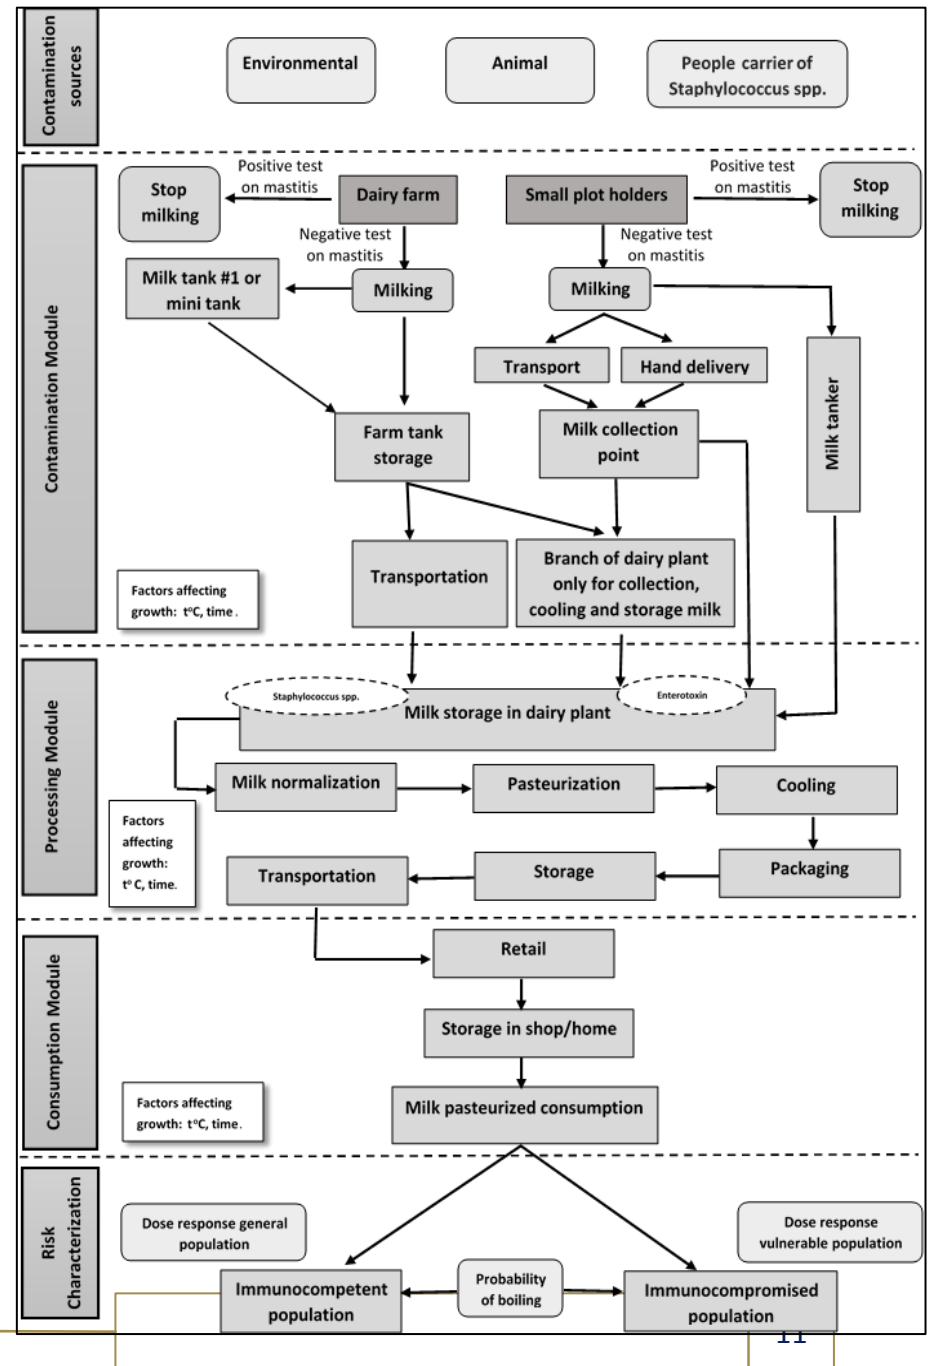 Contamination
sources
Environmental
Animal
People carrier of
Staphylococcus spp.
Contamination Module
Positive test
on mastitis
Positive test
on mastitis
Stop
milking
Dairy farm
Small plot holders
Stop
milking
Negative test
on mastitis
Negative test
on mastitis
Milk tank #1 or
mini tank
Milking
Milking
Transport
Hand delivery
Milk tanker
Farm tank
storage
Milk collection
point
Transportation
Branch of dairy plant
only for collection,
cooling and storage milk
Factors affecting
growth: t°C, time.
Processing Module
Staphylococcus spp.
Enterotoxin
Milk storage in dairy plant
Milk normalization
Pasteurization
Cooling
Factors
affecting
growth:
t° C, time.
Transportation
Storage
Packaging
Consumption Module
Retail
Storage in shop/home
Milk pasteurized consumption
Factors affecting
growth: t°C, time.
Risk
Characterization
Dose response general
population
Dose response
vulnerable population
Immunocompetent
population
Probability
of boiling
Immunocompromised
population
11